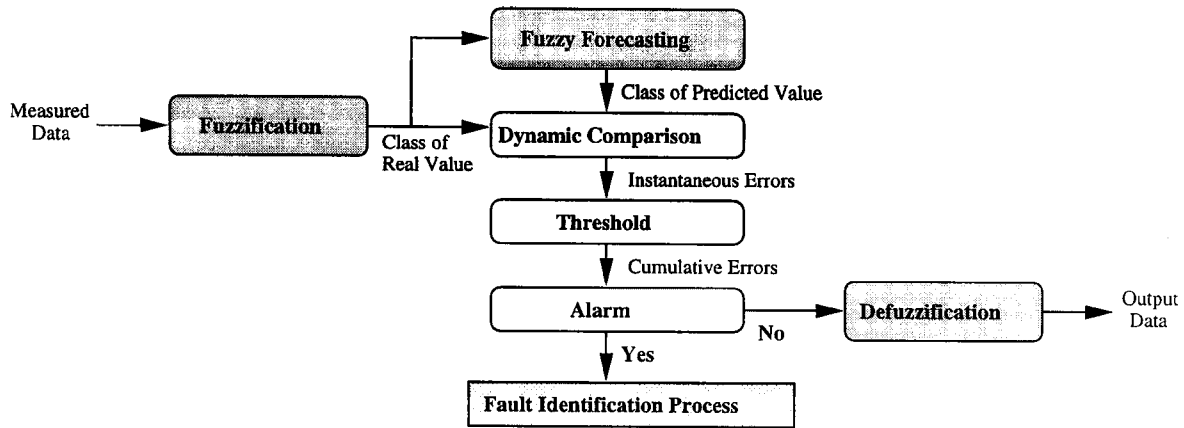 Fuzzy Forecasting
Class of Predicted Value
Measured
Data
Fuzzification
Class of
Real Value
Dynamic Comparison
Instantaneous Errors
Threshold
Cumulative Errors
Alarm
No
Defuzzification
Output
Data
Yes
Fault Identification Process